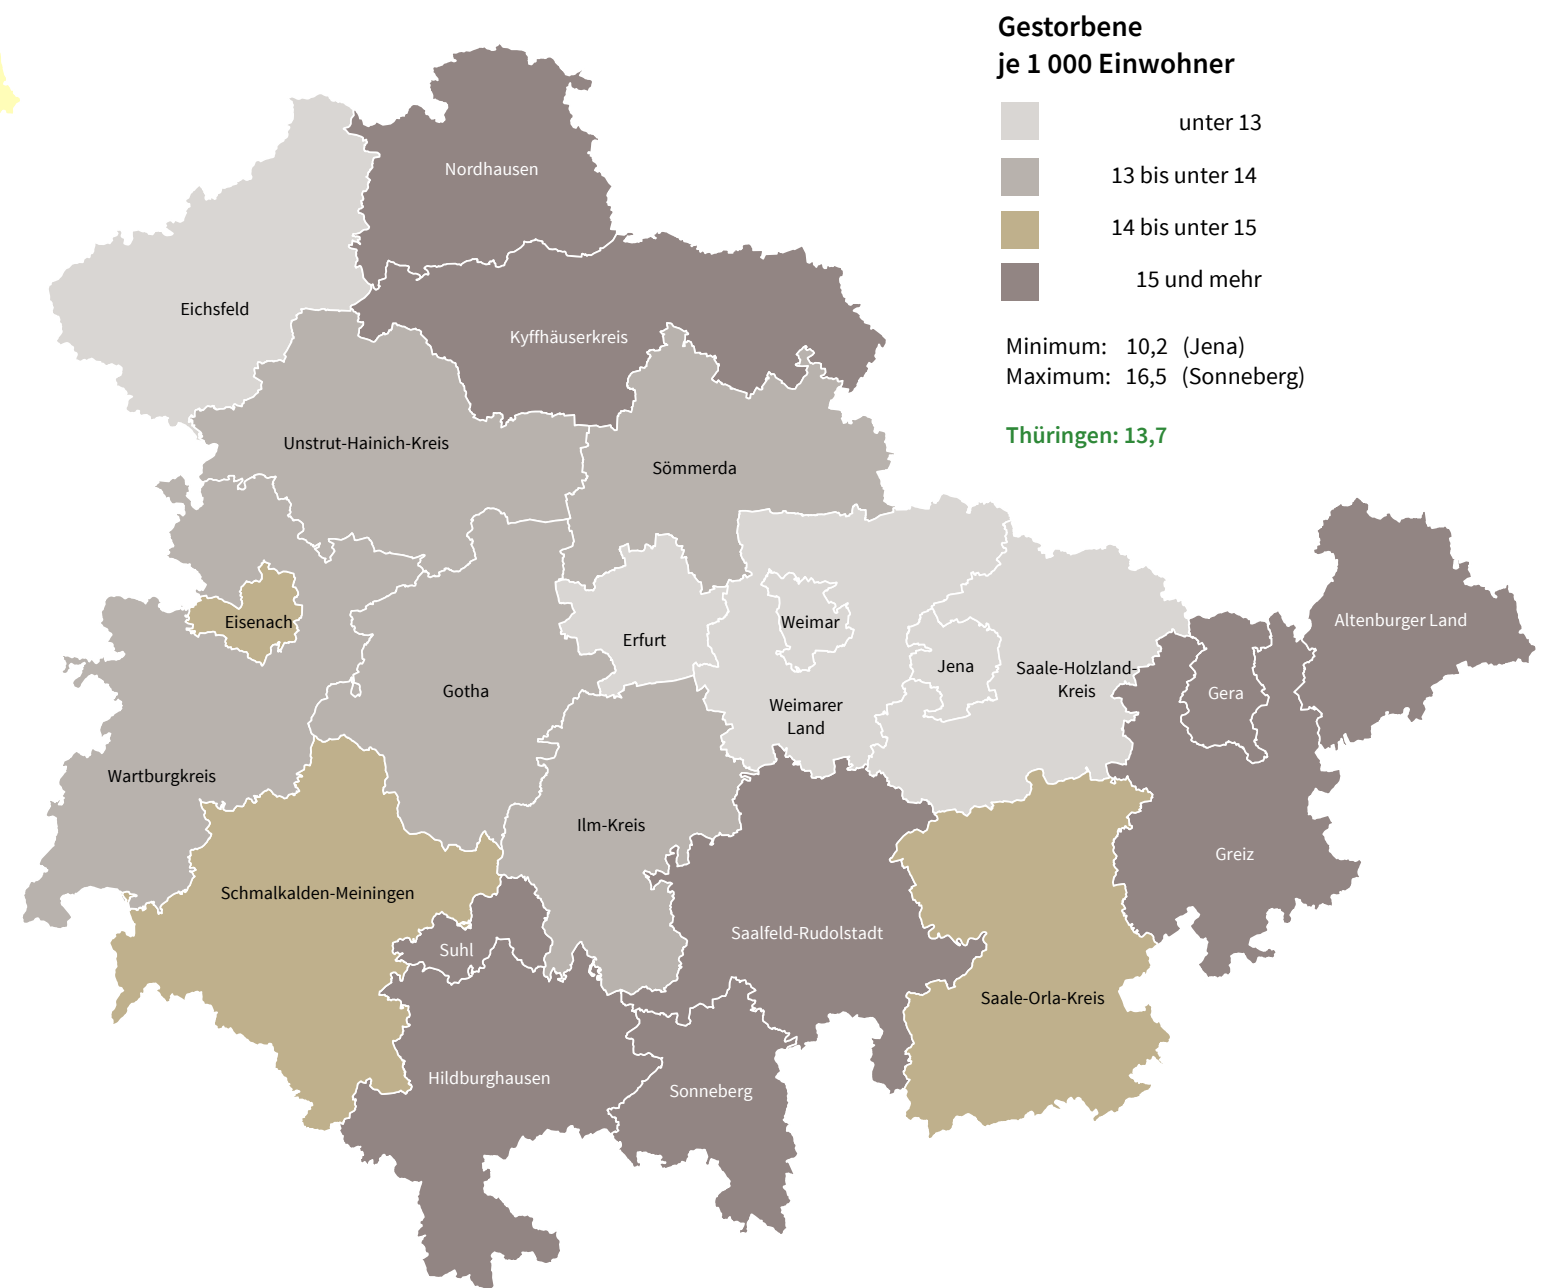 Gestorbene
je 1 000 Einwohner
unter 13
13 bis unter 14
14 bis unter 15
15 und mehr
Minimum: 10,2 (Jena)
Maximum: 16,5 (Sonneberg)
Thüringen: 13,7
Nordhausen
Eichsfeld
Kyffhäuserkreis
Unstrut-Hainich-Kreis
Sömmerda
Eisenach
Erfurt
Weimar
Altenburger Land
Jena
Saale-Holzland-
Kreis
Gera
Gotha
Weimarer
Land
Wartburgkreis
Ilm-Kreis
Greiz
Schmalkalden-Meiningen
Suhl
Saalfeld-Rudolstadt
Saale-Orla-Kreis
Hildburghausen
Sonneberg